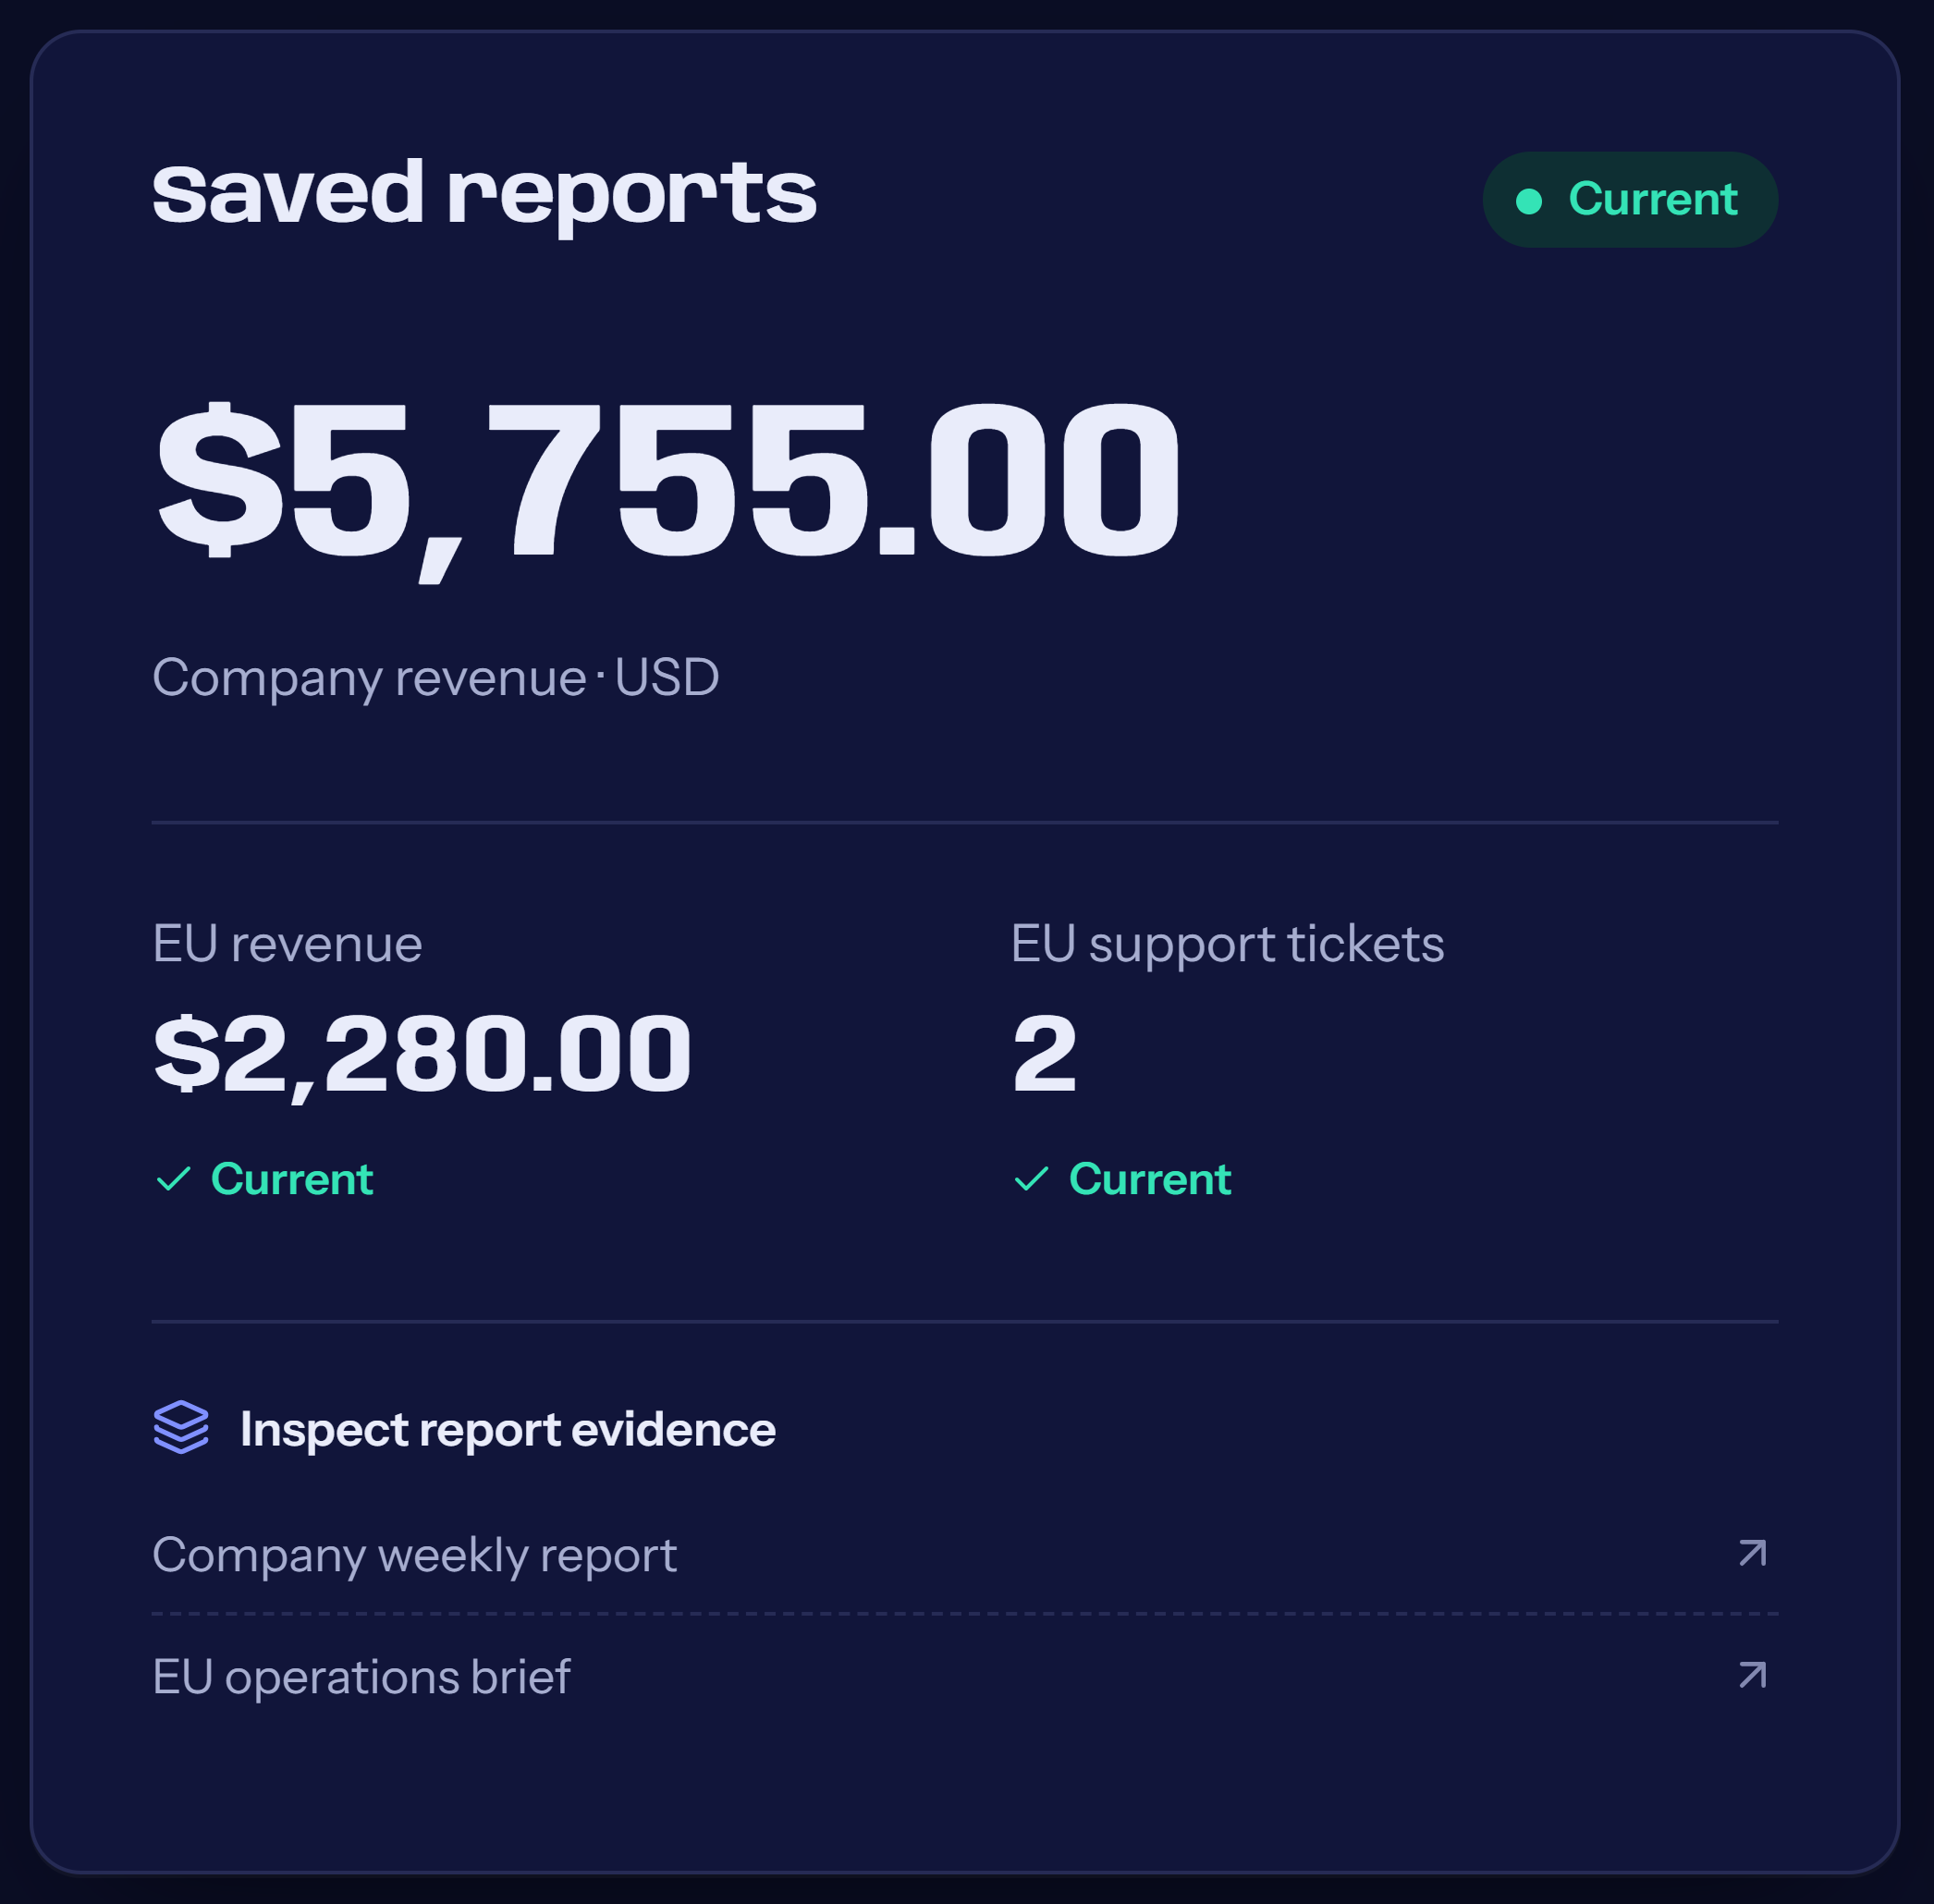 Saved reports
Current
$5,755.00
Company revenue · USD
EU revenue
EU support tickets
$2,280.00
2
Current
Current
Inspect report evidence
Company weekly report
EU operations brief